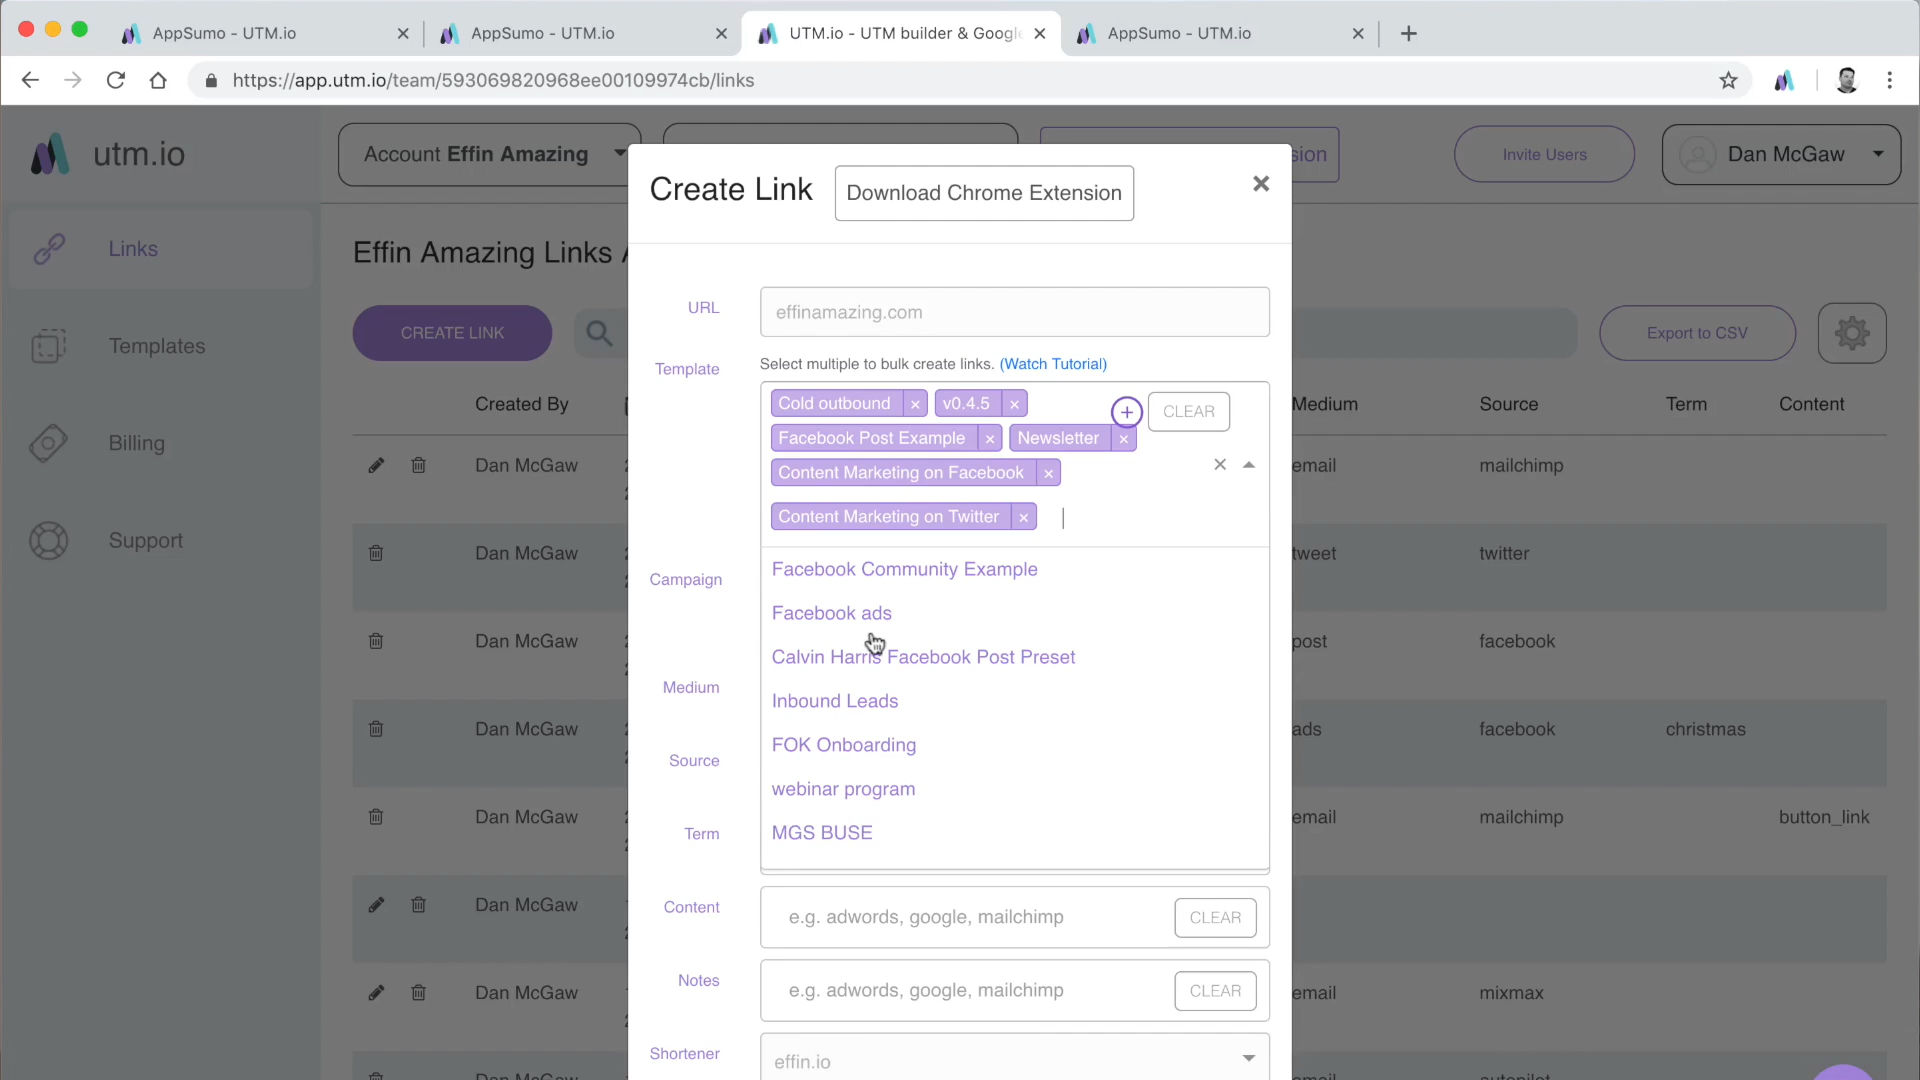 AppSumo - UTM.io
AppSumo - UTM.io
UTM.io - UTM builder & Google
AppSumo - UTM.io
https://app.utm.io/team/593069820968ee00109974cb/links
utm.io
Account Effin Amazing
sion
Invite Users
Dan McGaw
Create Link
Download Chrome Extension
Links
Templates
Billing
Support
Effin Amazing Links
CREATE LINK
Export to CSV
Created By
Medium
Source
Term
Content
Dan McGaw
email
mailchimp
Dan McGaw
tweet
twitter
Dan McGaw
post
facebook
Dan McGaw
ads
facebook
christmas
Dan McGaw
email
mailchimp
button_link
Dan McGaw
Dan McGaw
email
mixmax
URL
effinamazing.com
Template
Select multiple to bulk create links. (Watch Tutorial)
Cold outbound
v0.4.5
CLEAR
Facebook Post Example
Newsletter
Content Marketing on Facebook
Content Marketing on Twitter
Facebook Community Example
Facebook ads
Calvin Harris Facebook Post Preset
Inbound Leads
FOK Onboarding
webinar program
MGS BUSE
Campaign
Medium
Source
Term
Content
e.g. adwords, google, mailchimp
CLEAR
Notes
e.g. adwords, google, mailchimp
CLEAR
Shortener
effin.io